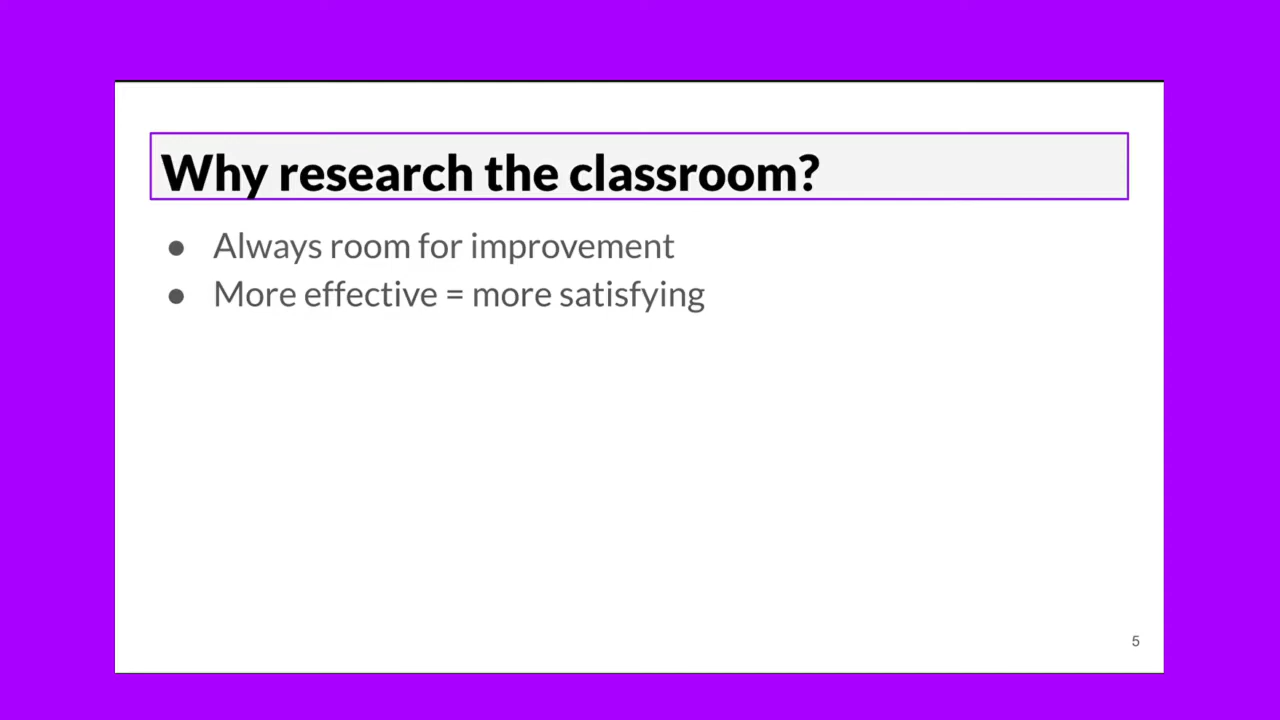 Why research the classroom?
● Always room for improvement
● More effective = more satisfying
5